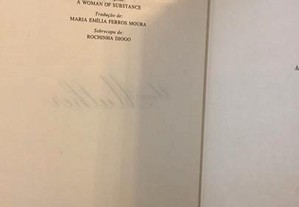 A WOMAN OF SUBSTANCE
Tradução de:
MARIA EMÍLIA FERROS MOURA
Sobrecapa de:
ROCHINHA DIOGO
A